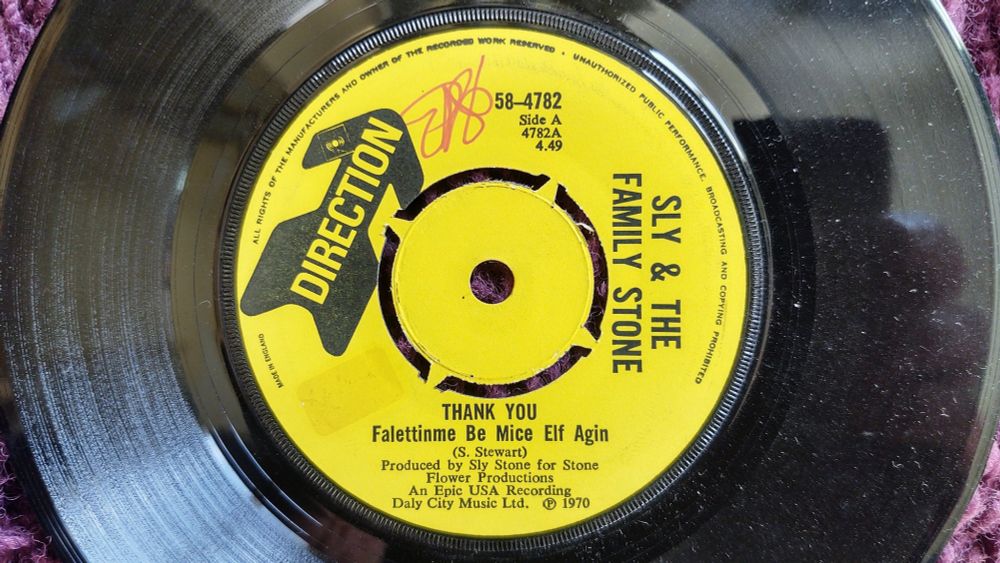 ALL RIGHTS OF THE MANUFACTURERS AND OWNER OF THE RECORDED WORK RESERVED • UNAUTHORIZED PUBLIC PERFORMANCE, BROADCASTING AND COPYING PROHIBITED
DIRECTION
58-4782
Side A
4782A
4.49
SLY & THE
FAMILY STONE
MADE IN ENGLAND
THANK YOU
Falettinme Be Mice Elf Agin
(S. Stewart)
Produced by Sly Stone for Stone
Flower Productions
An Epic USA Recording
Daly City Music Ltd. ℗ 1970